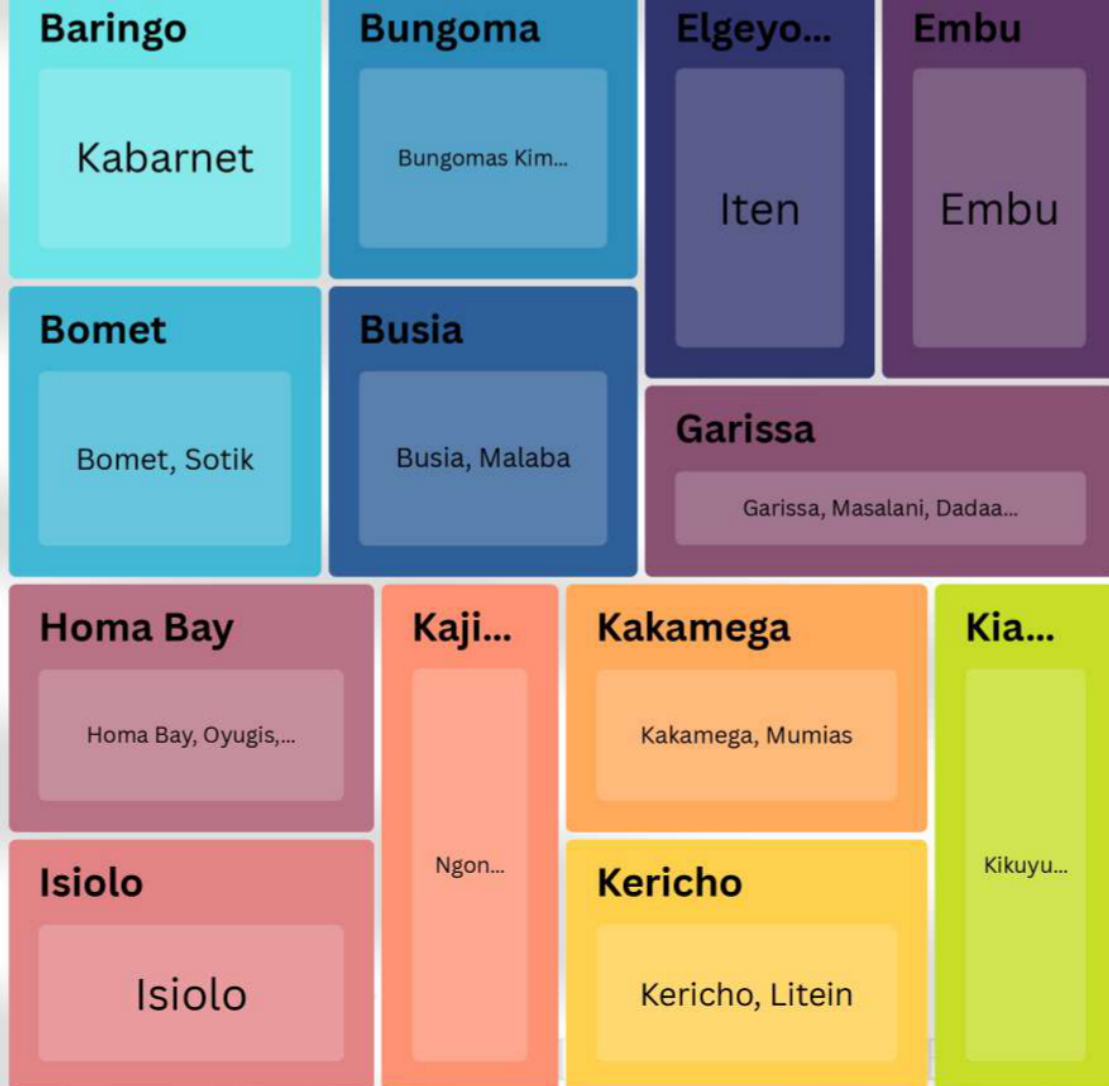 Baringo
Kabarnet
Bungoma
Bungomas Kim...
Elgeyo...
Iten
Embu
Embu
Bomet
Bomet, Sotik
Busia
Busia, Malaba
Garissa
Garissa, Masalani, Dadaa...
Homa Bay
Homa Bay, Oyugis,...
Kaji...
Ngon...
Kakamega
Kakamega, Mumias
Kia...
Kikuyu...
Isiolo
Isiolo
Kericho
Kericho, Litein